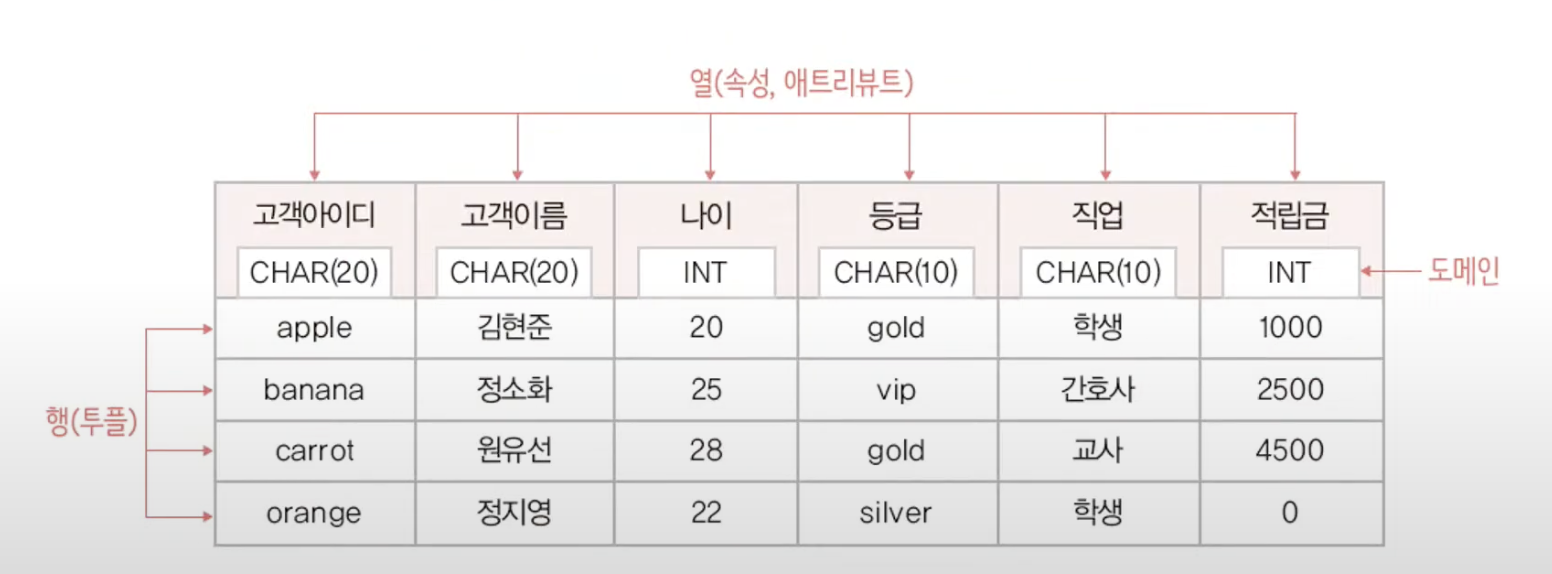 열(속성, 애트리뷰트)
고객아이디 고객이름 나이 등급 직업 적립금
CHAR(20) CHAR(20) INT CHAR(10) CHAR(10) INT 도메인
apple 김현준 20 gold 학생 1000
banana 정소화 25 vip 간호사 2500
행(투플)
carrot 원유선 28 gold 교사 4500
orange 정지영 22 silver 학생 0